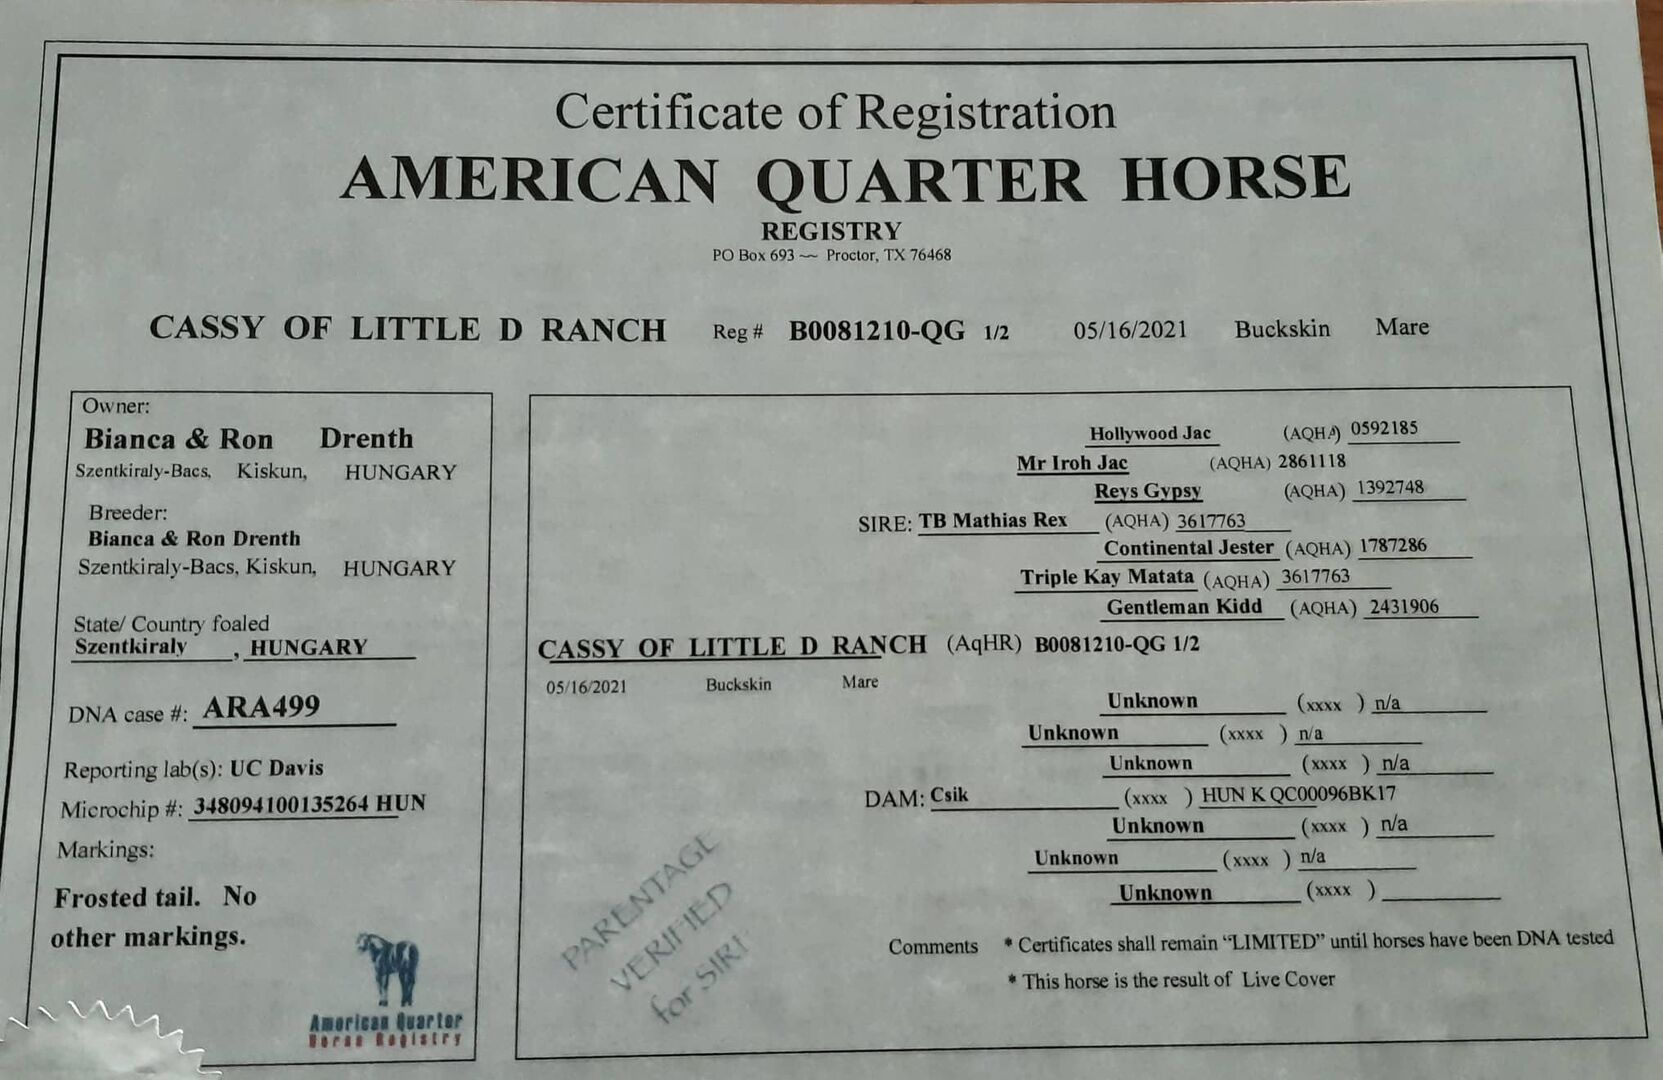 Certificate of Registration
AMERICAN QUARTER HORSE
REGISTRY
PO Box 693 ~~ Proctor, TX 76468
CASSY OF LITTLE D RANCH Reg # B0081210-QG 1/2 05/16/2021 Buckskin Mare
Owner:
Bianca & Ron Drenth
Szentkiraly-Bacs, Kiskun, HUNGARY
Breeder:
Bianca & Ron Drenth
Szentkiraly-Bacs, Kiskun, HUNGARY
State/ Country foaled
Szentkiraly , HUNGARY
DNA case #: ARA499
Reporting lab(s): UC Davis
Microchip #: 348094100135264 HUN
Markings:
Frosted tail. No
other markings.
American Quarter
Horse Registry
Hollywood Jac (AQHA) 0592185
Mr Iroh Jac (AQHA) 2861118
Reys Gypsy (AQHA) 1392748
SIRE: TB Mathias Rex (AQHA) 3617763
Continental Jester (AQHA) 1787286
Triple Kay Matata (AQHA) 3617763
Gentleman Kidd (AQHA) 2431906
CASSY OF LITTLE D RANCH (AqHR) B0081210-QG 1/2
05/16/2021 Buckskin Mare
Unknown (xxxx ) n/a
Unknown (xxxx ) n/a
Unknown (xxxx ) n/a
DAM: Csik (xxxx ) HUN K QC00096BK17
Unknown (xxxx ) n/a
Unknown (xxxx ) n/a
Unknown (xxxx )
PARENTAGE
VERIFIED
for SIRE
Comments * Certificates shall remain “LIMITED” until horses have been DNA tested
* This horse is the result of Live Cover